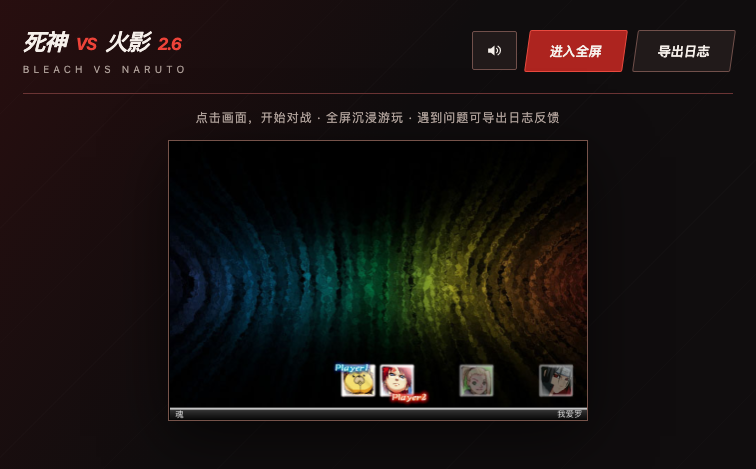 死神 VS 火影 2.6
BLEACH VS NARUTO
进入全屏
导出日志
点击画面，开始对战 · 全屏沉浸游玩 · 遇到问题可导出日志反馈
Player1
Player2
魂
我爱罗